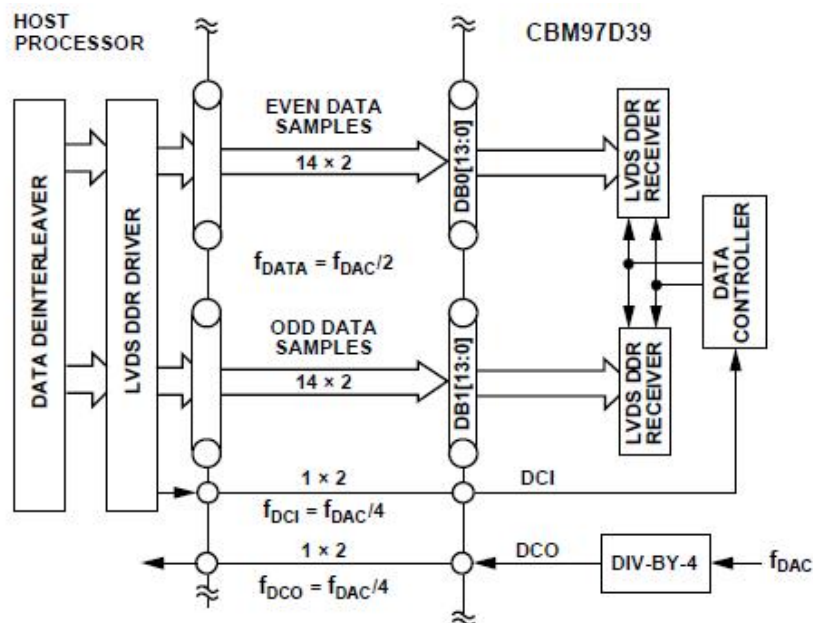 HOST
PROCESSOR
CBM97D39
DATA DEINTERLEAVER
LVDS DDR DRIVER
EVEN DATA
SAMPLES
14 × 2
DB0[13:0]
LVDS DDR
RECEIVER
fDATA = fDAC/2
DATA
CONTROLLER
ODD DATA
SAMPLES
14 × 2
DB1[13:0]
LVDS DDR
RECEIVER
1 × 2
DCI
fDCI = fDAC/4
1 × 2
DCO
DIV-BY-4
fDAC
fDCO = fDAC/4